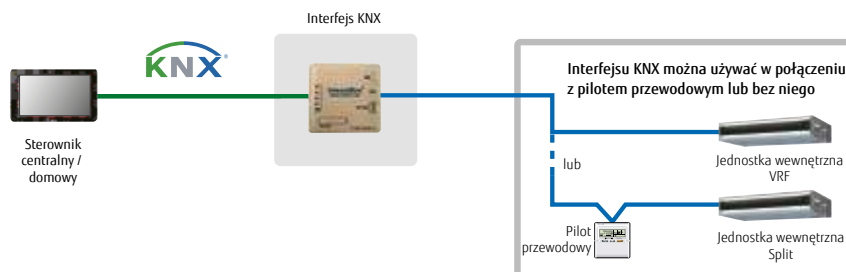 Interfejs KNX
KNX
Sterownik
centralny /
domowy
Interfejsu KNX można używać w połączeniu
z pilotem przewodowym lub bez niego
Jednostka wewnętrzna
VRF
lub
Pilot
przewodowy
Jednostka wewnętrzna
Split